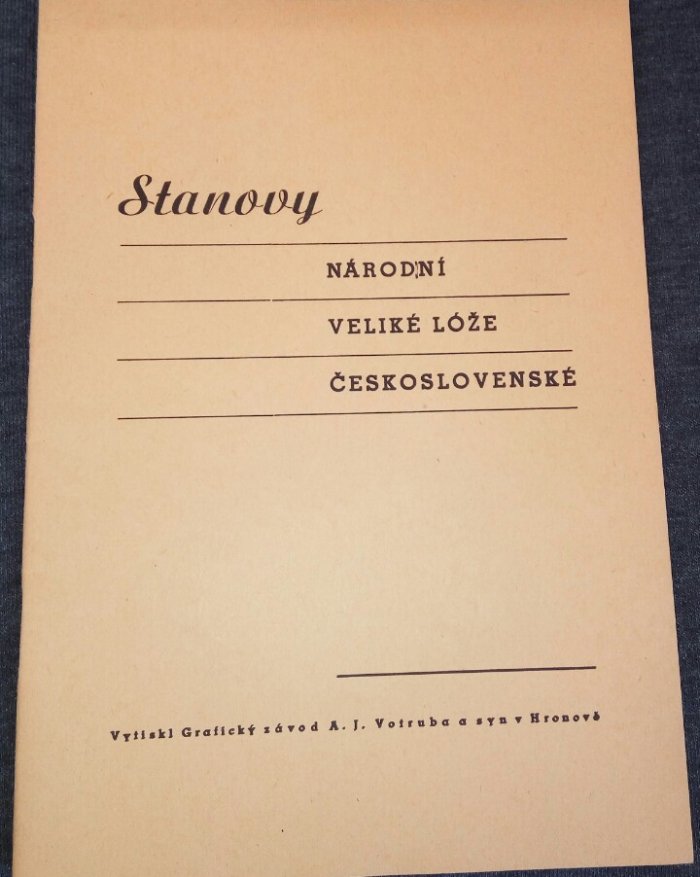 Stanovy
NÁRODNÍ
VELIKÉ LÓŽE
ČESKOSLOVENSKÉ
Vytiskl Grafický závod A. J. Votruba a syn v Hronově